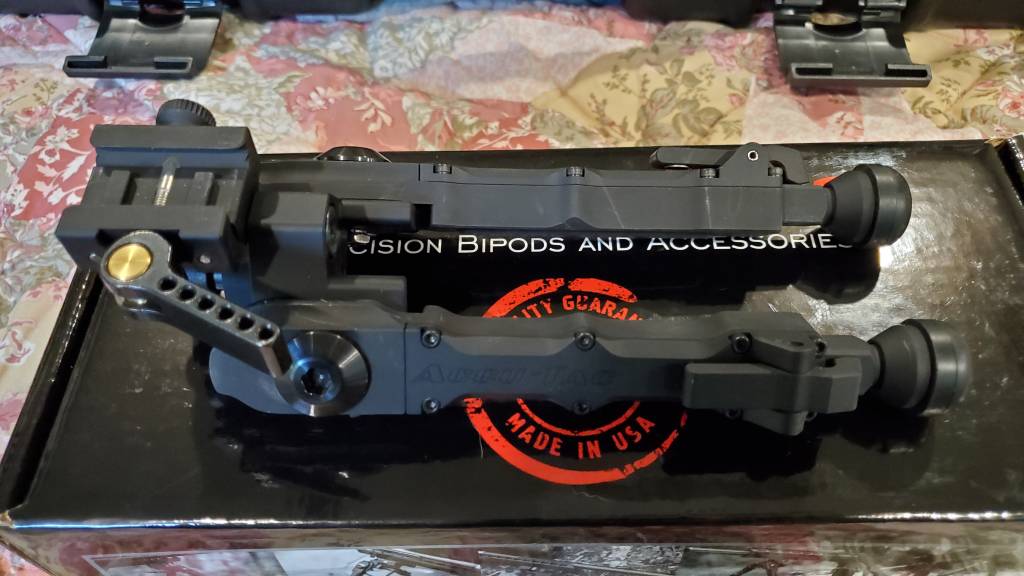 CISION BIPODS AND ACCESSORIES
ACCU-TAC
MADE IN USA